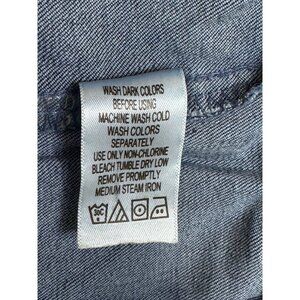 WASH DARK COLORS
BEFORE USING
MACHINE WASH COLD
WASH COLORS
SEPARATELY
USE ONLY NON-CHLORINE
BLEACH TUMBLE DRY LOW
REMOVE PROMPTLY
MEDIUM STEAM IRON
30C